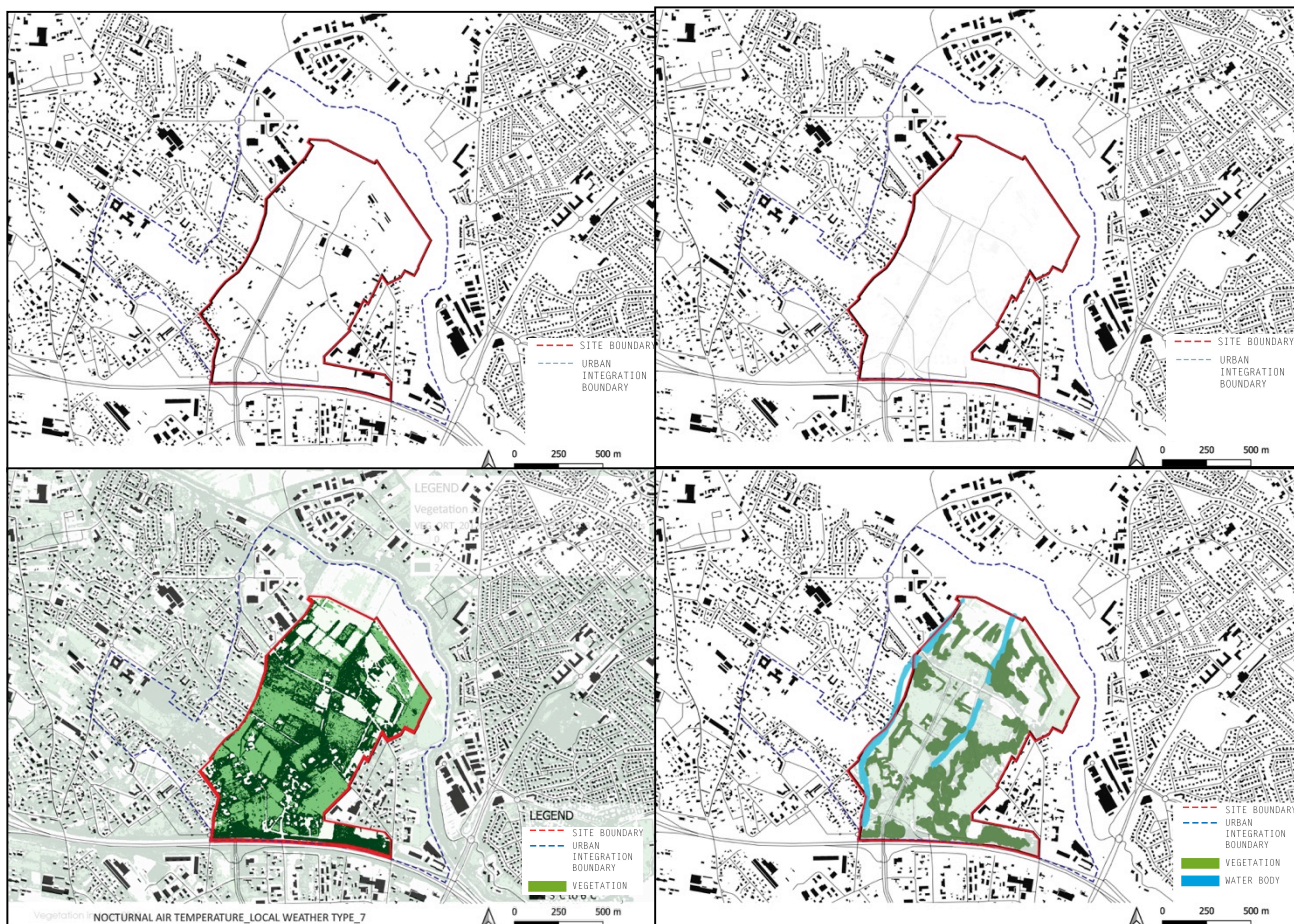 SITE BOUNDARY
URBAN
INTEGRATION
BOUNDARY
0 250 500 m
SITE BOUNDARY
URBAN
INTEGRATION
BOUNDARY
0 250 500 m
LEGEND
Vegetation
LEGEND
SITE BOUNDARY
URBAN
INTEGRATION
BOUNDARY
VEGETATION
NOCTURNAL AIR TEMPERATURE_LOCAL WEATHER TYPE_7
0 250 500 m
SITE BOUNDARY
URBAN
INTEGRATION
BOUNDARY
VEGETATION
WATER BODY
0 250 500 m